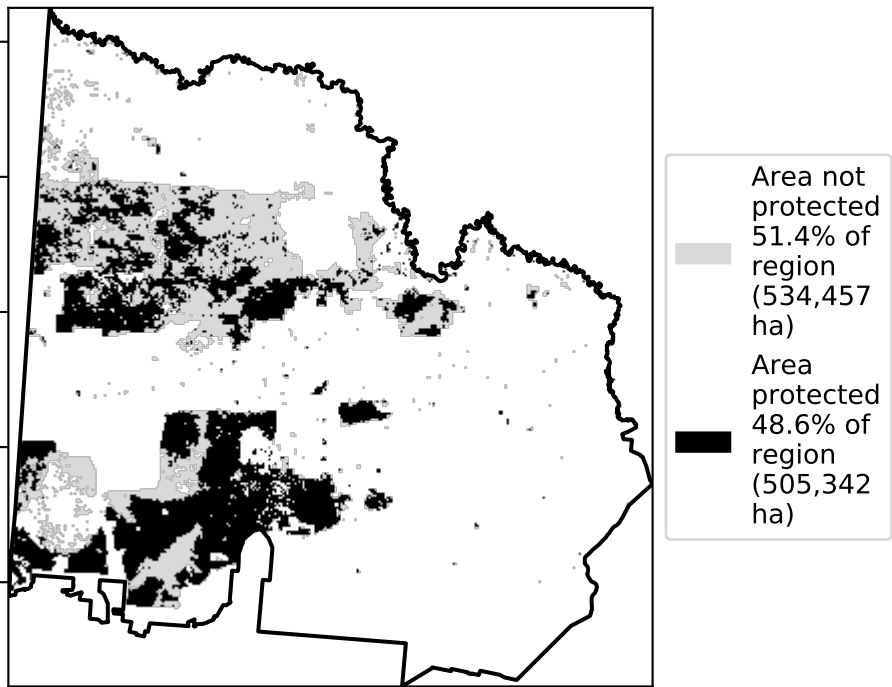 Area not
protected
51.4% of
region
(534,457
ha)
Area
protected
48.6% of
region
(505,342
ha)